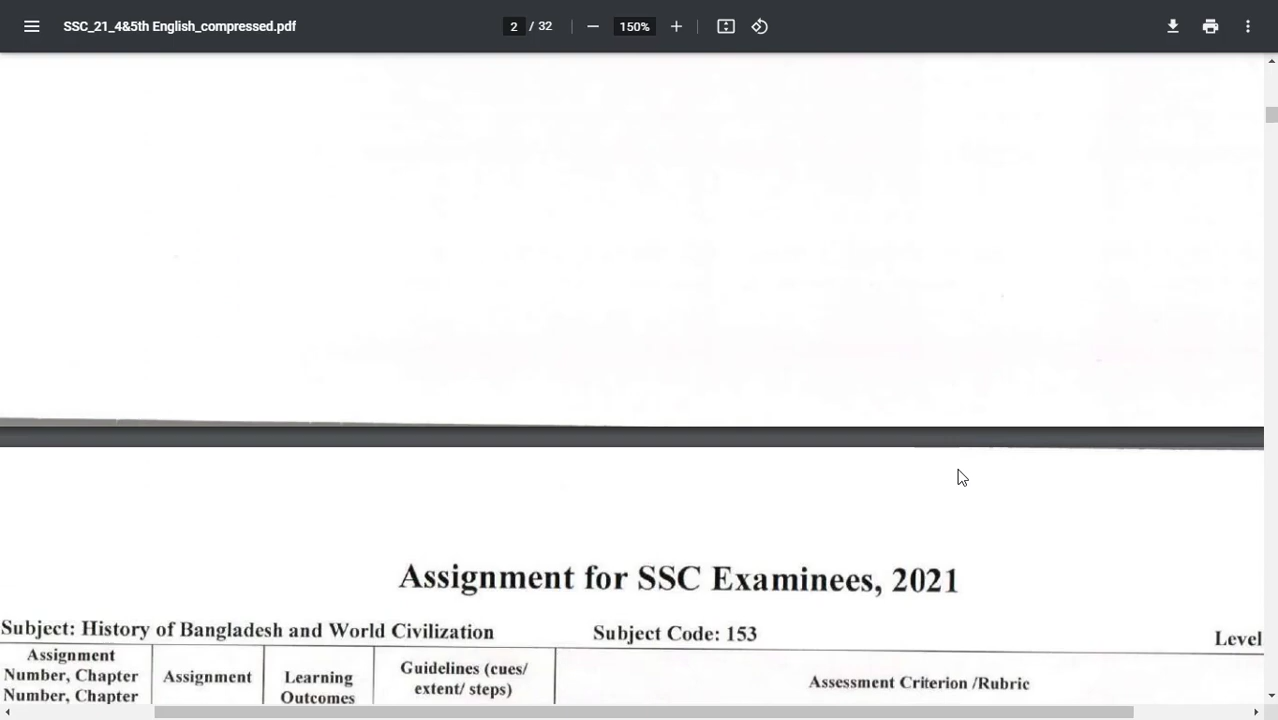 SSC_21_4&5th English_compressed.pdf
2 / 32
150%
Assignment for SSC Examinees, 2021
Subject: History of Bangladesh and World Civilization Subject Code: 153 Level
Assignment Number, Chapter Number, Chapter
Assignment
Learning Outcomes
Guidelines (cues/ extent/ steps)
Assessment Criterion /Rubric